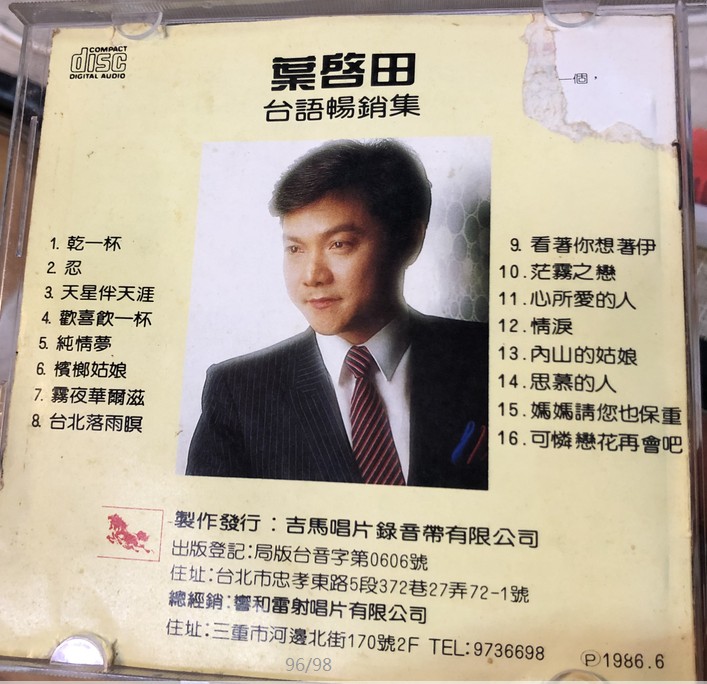 COMPACT
disc
DIGITAL AUDIO
一個，
葉啓田
台語暢銷集
1. 乾一杯
2. 忍
3. 天星伴天涯
4. 歡喜飲一杯
5. 純情夢
6. 檳榔姑娘
7. 霧夜華爾滋
8. 台北落雨暝
9. 看著你想著伊
10. 茫霧之戀
11. 心所愛的人
12. 情淚
13. 內山的姑娘
14. 思慕的人
15. 媽媽請您也保重
16. 可憐戀花再會吧
製作發行：吉馬唱片錄音帶有限公司
出版登記：局版台音字第0606號
住址：台北市忠孝東路5段372巷27弄72-1號
總經銷：響和雷射唱片有限公司
住址：三重市河邊北街170號2F TEL:9736698
Ⓟ1986.6
96/98